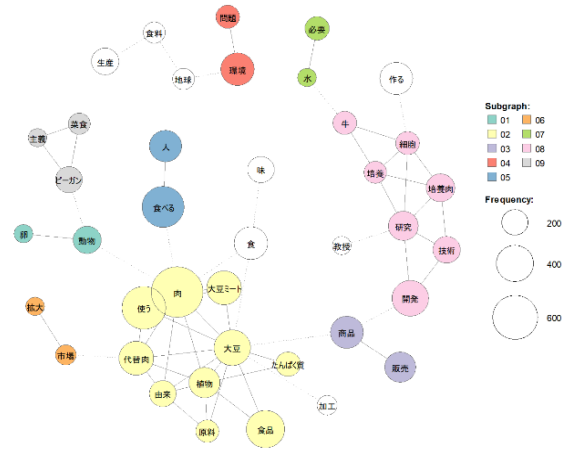 問題
食料
必要
生産
環境
地球
水
作る
菜食
牛
主義
細胞
人
ビーガン
味
培養
培養肉
食べる
研究
動物
食
教授
技術
肉
大豆ミート
開発
拡大
使う
商品
市場
代替肉
大豆
たんぱく質
販売
由来
植物
加工
原料
食品
Subgraph:
01
06
02
07
03
08
04
09
05
Frequency:
200
400
600